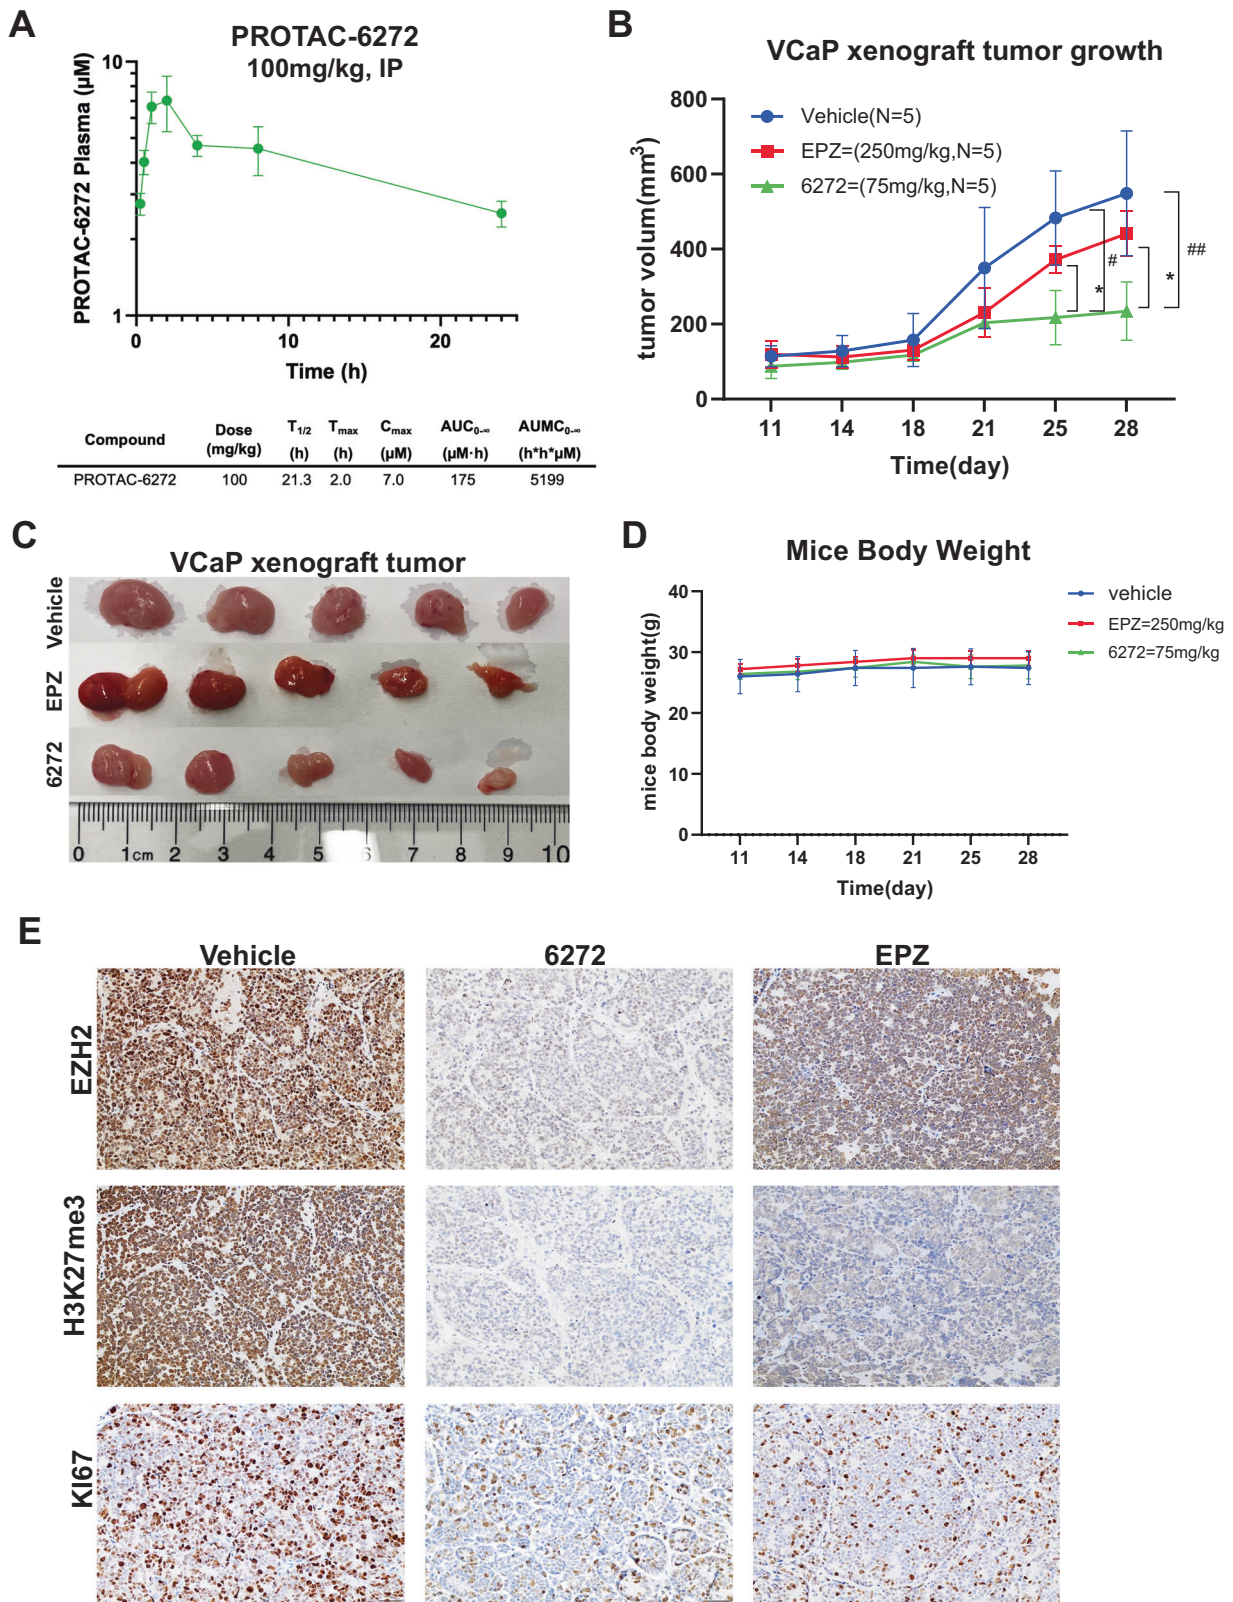 A
PROTAC-6272
100mg/kg, IP
PROTAC-6272 Plasma (µM)
10
1
0 10 20
Time (h)
Compound Dose (mg/kg) T1/2 (h) Tmax (h) Cmax (µM) AUC0-∞ (µM·h) AUMC0-∞ (h*h*µM)
PROTAC-6272 100 21.3 2.0 7.0 175 5199
B
VCaP xenograft tumor growth
tumor volum(mm3)
800
600
400
200
0
Vehicle(N=5)
EPZ=(250mg/kg,N=5)
6272=(75mg/kg,N=5)
* # * ##
11 14 18 21 25 28
Time(day)
C
VCaP xenograft tumor
Vehicle
EPZ
6272
0 1cm 2 3 4 5 6 7 8 9 10
D
Mice Body Weight
mice body weight(g)
40
30
20
10
0
vehicle
EPZ=250mg/kg
6272=75mg/kg
11 14 18 21 25 28
Time(day)
E
Vehicle 6272 EPZ
EZH2
H3K27me3
KI67